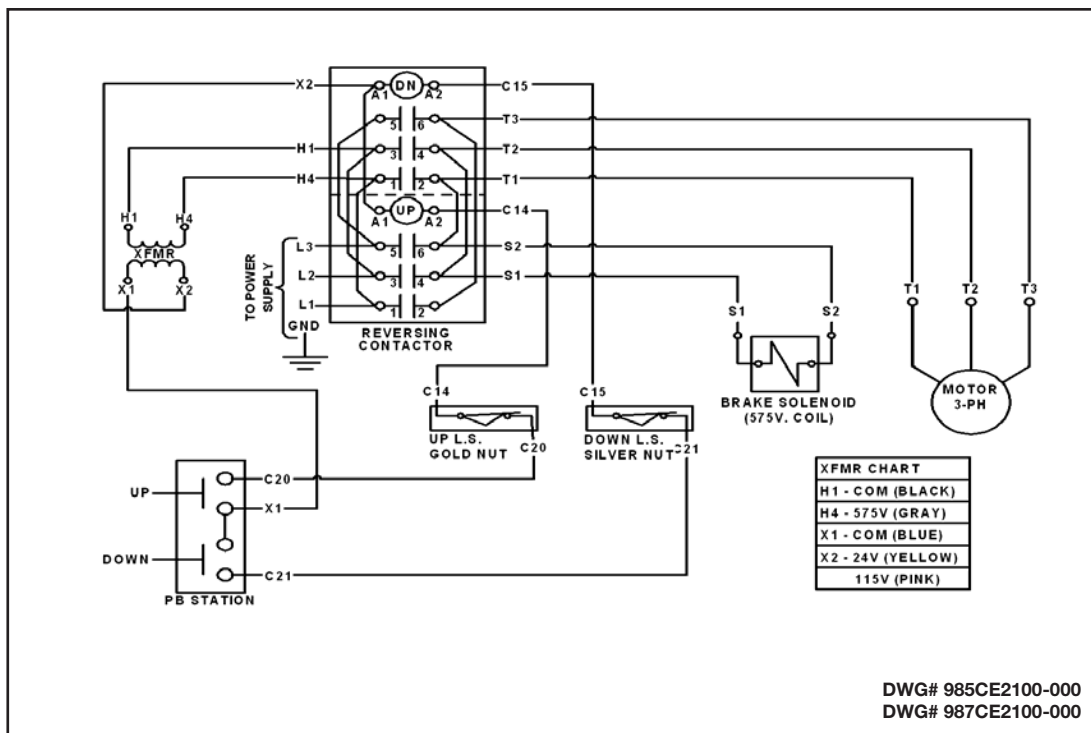 X2 A1 DN A2 C15
5 6 T3
H1 3 4 T2
H4 1 2 T1
A1 UP A2 C14
H1 H4
XFMR
X1 X2
TO POWER
SUPPLY
L3 5 6 S2
L2 3 4 S1
L1 1 2
GND
REVERSING
CONTACTOR
S1 S2
T1 T2 T3
BRAKE SOLENOID
(575V. COIL)
MOTOR
3-PH
C14
UP L.S.
GOLD NUT
C20
C15
DOWN L.S.
SILVER NUT
C21
UP
C20
X1
DOWN
C21
PB STATION
XFMR CHART
H1 - COM (BLACK)
H4 - 575V (GRAY)
X1 - COM (BLUE)
X2 - 24V (YELLOW)
115V (PINK)
DWG# 985CE2100-000
DWG# 987CE2100-000